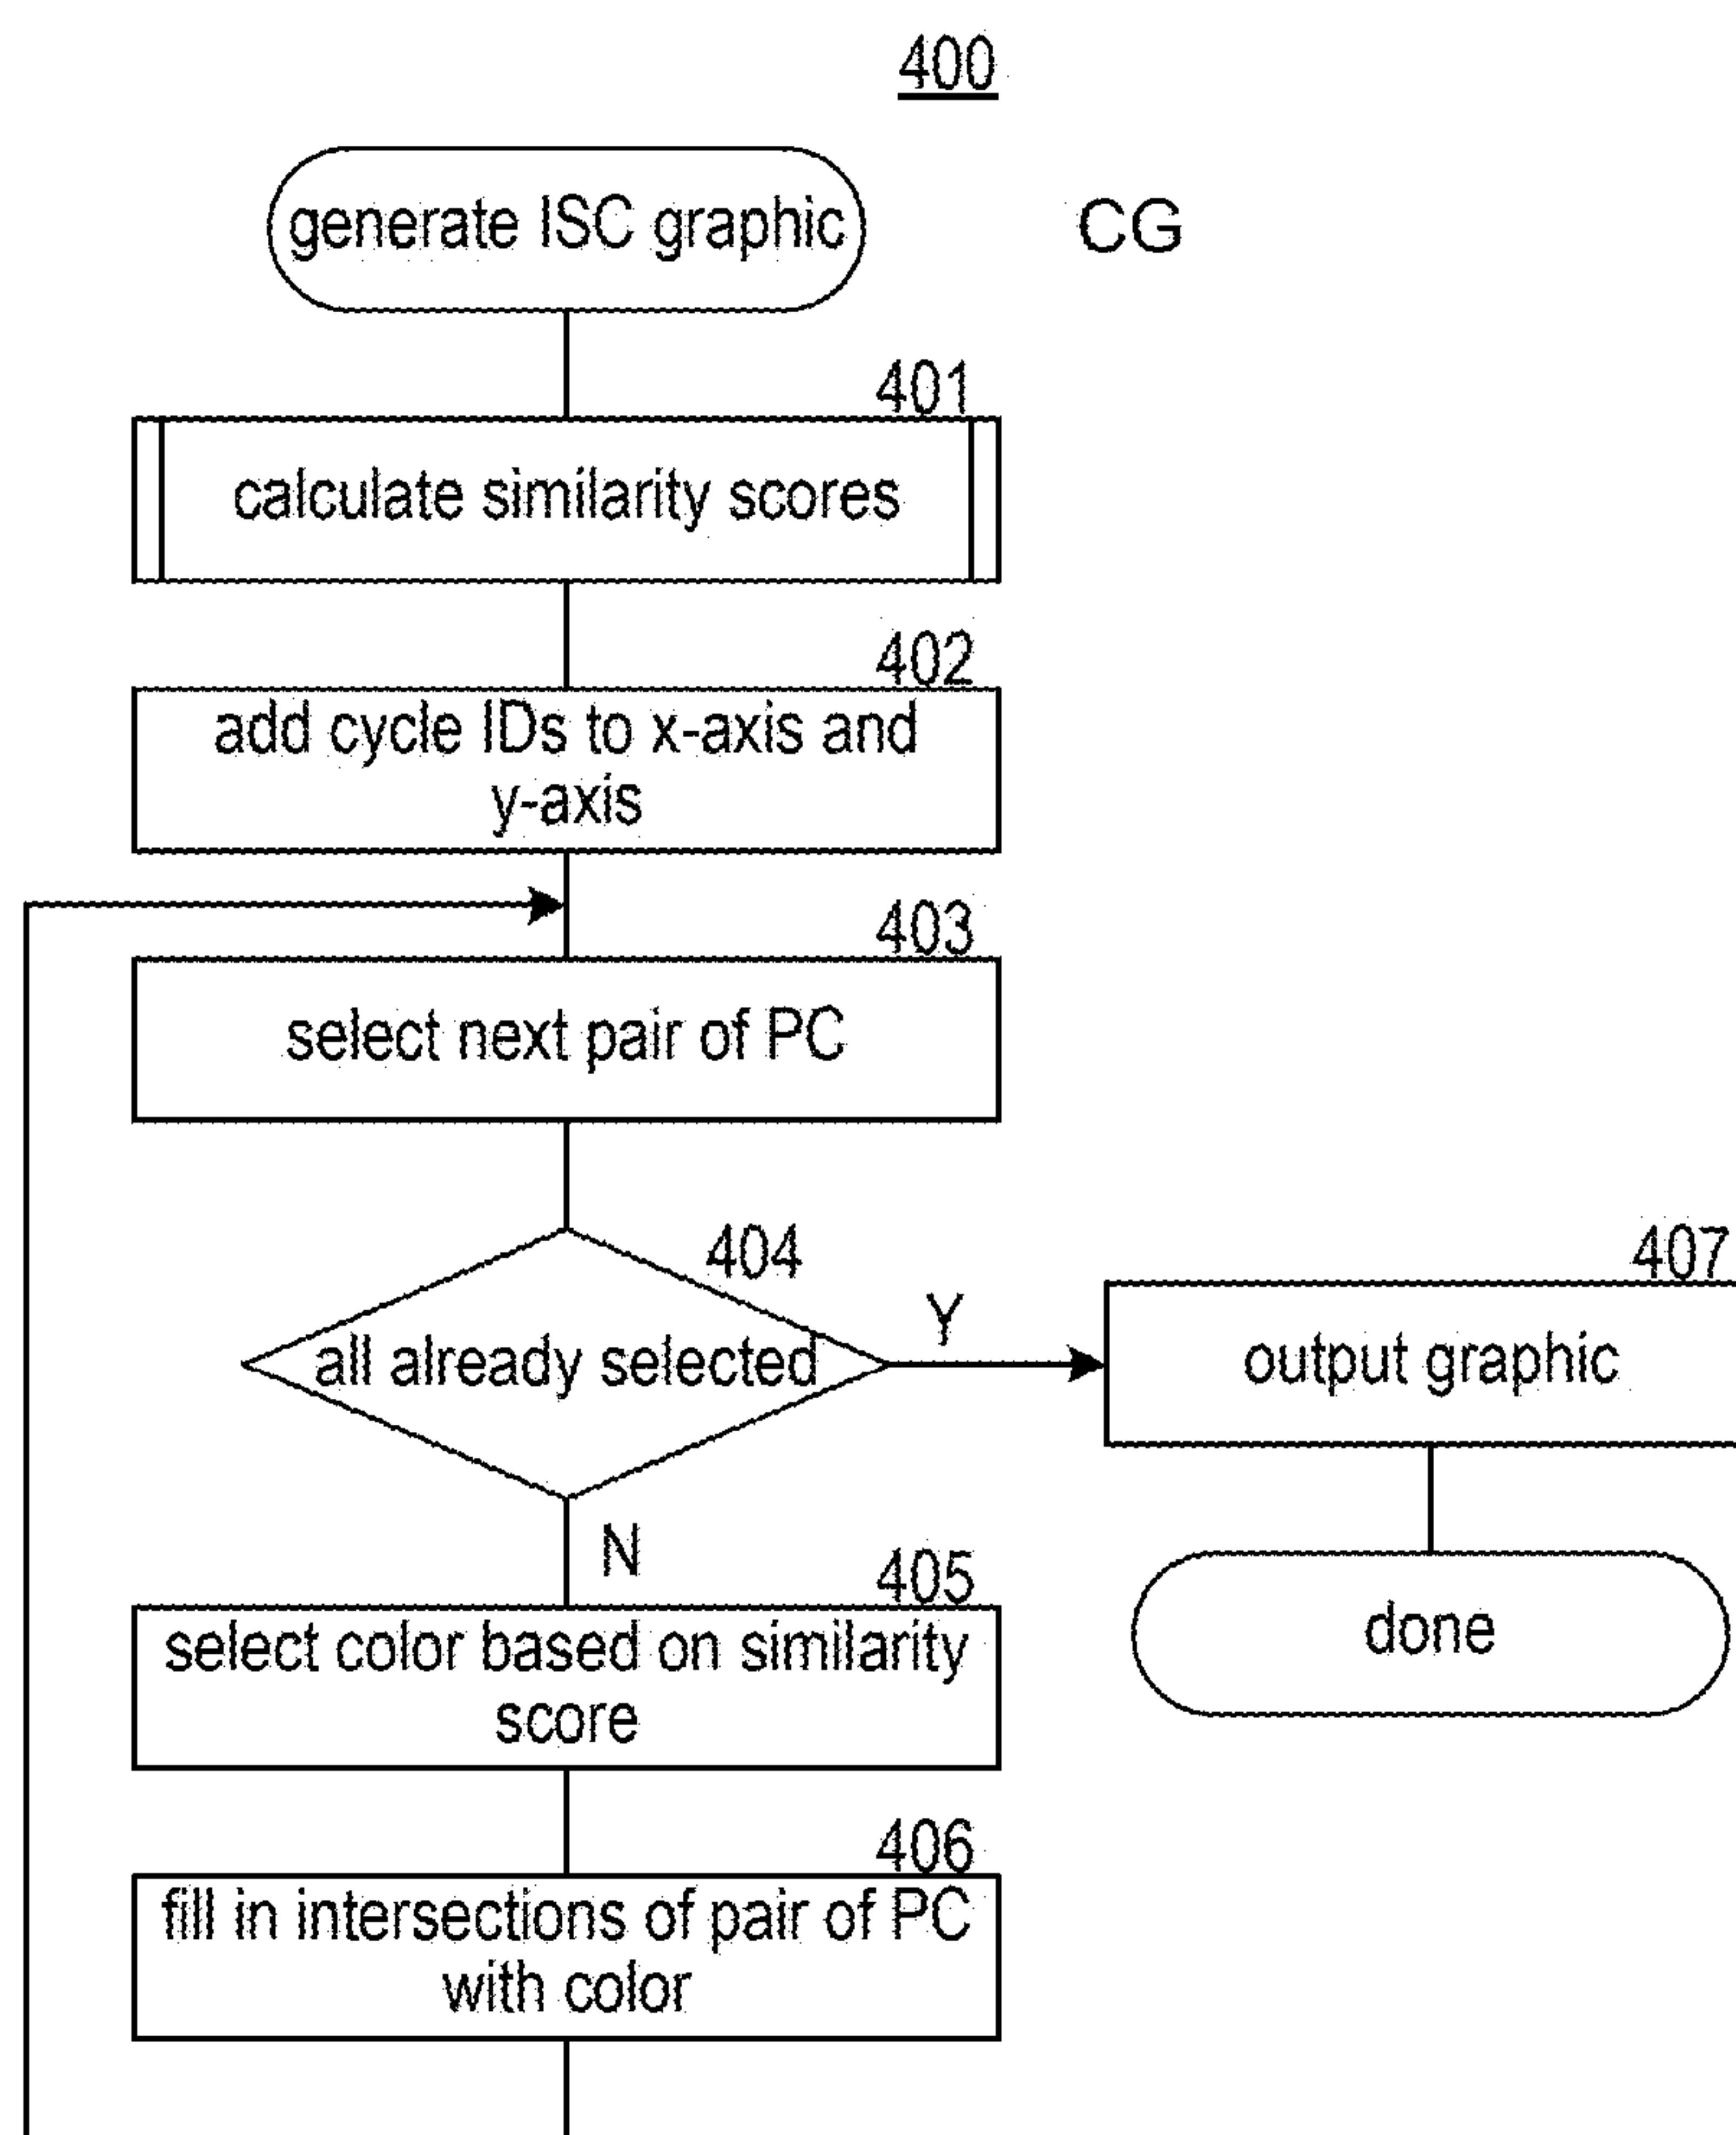 400
generate ISC graphic
CG
401
calculate similarity scores
402
add cycle IDs to x-axis and
y-axis
403
select next pair of PC
404
all already selected
Y
407
output graphic
N
done
405
select color based on similarity
score
406
fill in intersections of pair of PC
with color